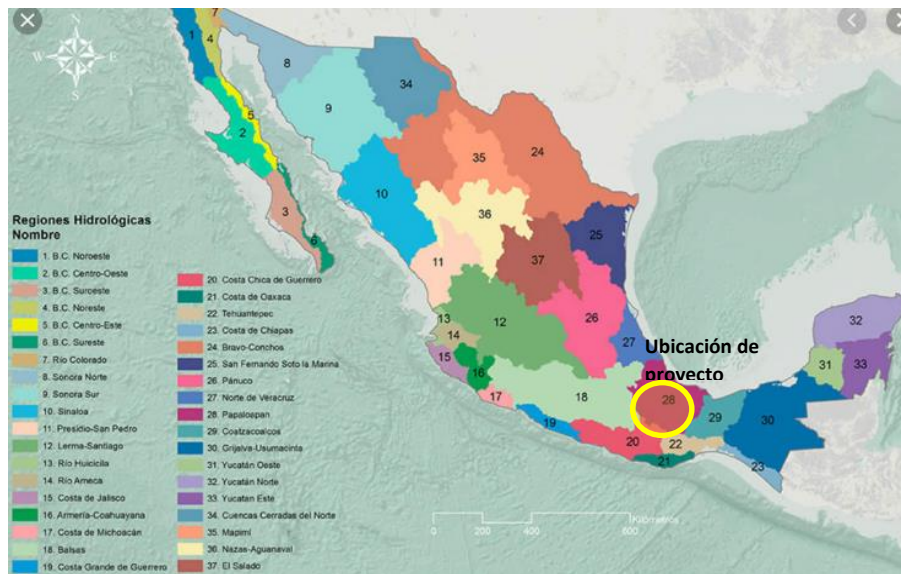 N
W
E
S
Regiones Hidrológicas
Nombre
1. B.C. Noroeste
2. B.C. Centro-Oeste
3. B.C. Suroeste
4. B.C. Noreste
5. B.C. Centro-Este
6. B.C. Sureste
7. Río Colorado
8. Sonora Norte
9. Sonora Sur
10. Sinaloa
11. Presidio-San Pedro
12. Lerma-Santiago
13. Río Huicicila
14. Río Ameca
15. Costa de Jalisco
16. Armería-Coahuayana
17. Costa de Michoacán
18. Balsas
19. Costa Grande de Guerrero
20. Costa Chica de Guerrero
21. Costa de Oaxaca
22. Tehuantepec
23. Costa de Chiapas
24. Bravo-Conchos
25. San Fernando Soto la Marina
26. Pánuco
27. Norte de Veracruz
28. Papaloapan
29. Coatzacoalcos
30. Grijalva-Usumacinta
31. Yucatán Oeste
32. Yucatán Norte
33. Yucatan Este
34. Cuencas Cerradas del Norte
35. Mapimí
36. Nazas-Aguanaval
37. El Salado
7
1
4
8
34
9
5
2
35
24
10
3
36
6
25
11
37
13
12
26
14
27
Ubicación de
proyecto
32
31
33
15
16
17
18
28
29
30
19
20
22
21
23
0
200
400
800
Kilómetros